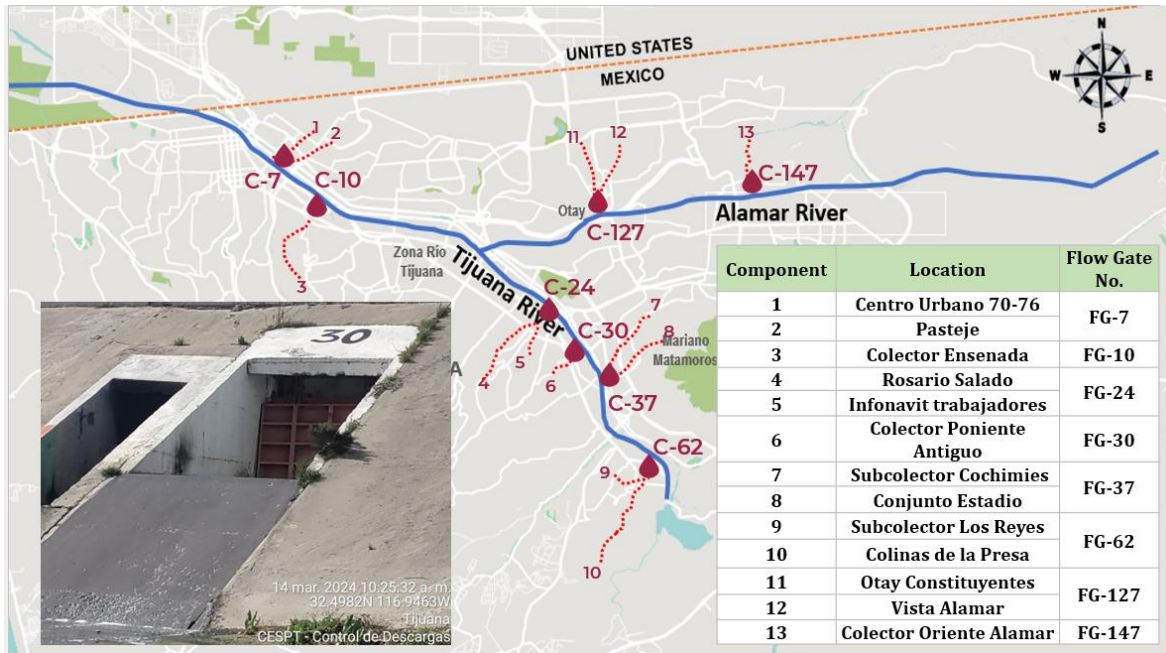 UNITED STATES
MEXICO
N
W
E
S
1
2
C-7
C-10
3
11
12
Otay
C-127
13
C-147
Alamar River
Zona Río
Tijuana
Tijuana River
C-24
4
5
C-30
6
7
8
Mariano
Matamoros
A
C-37
C-62
9
10
30
14 mar. 2024 10:25:32 a. m.
32.4982N 116.9463W
Tijuana
CESPT - Control de Descargas
Component Location Flow Gate
No.
1 Centro Urbano 70-76 FG-7
2 Pasteje
3 Colector Ensenada FG-10
4 Rosario Salado FG-24
5 Infonavit trabajadores
6 Colector Poniente
Antiguo FG-30
7 Subcolector Cochimies FG-37
8 Conjunto Estadio
9 Subcolector Los Reyes FG-62
10 Colinas de la Presa
11 Otay Constituyentes FG-127
12 Vista Alamar
13 Colector Oriente Alamar FG-147